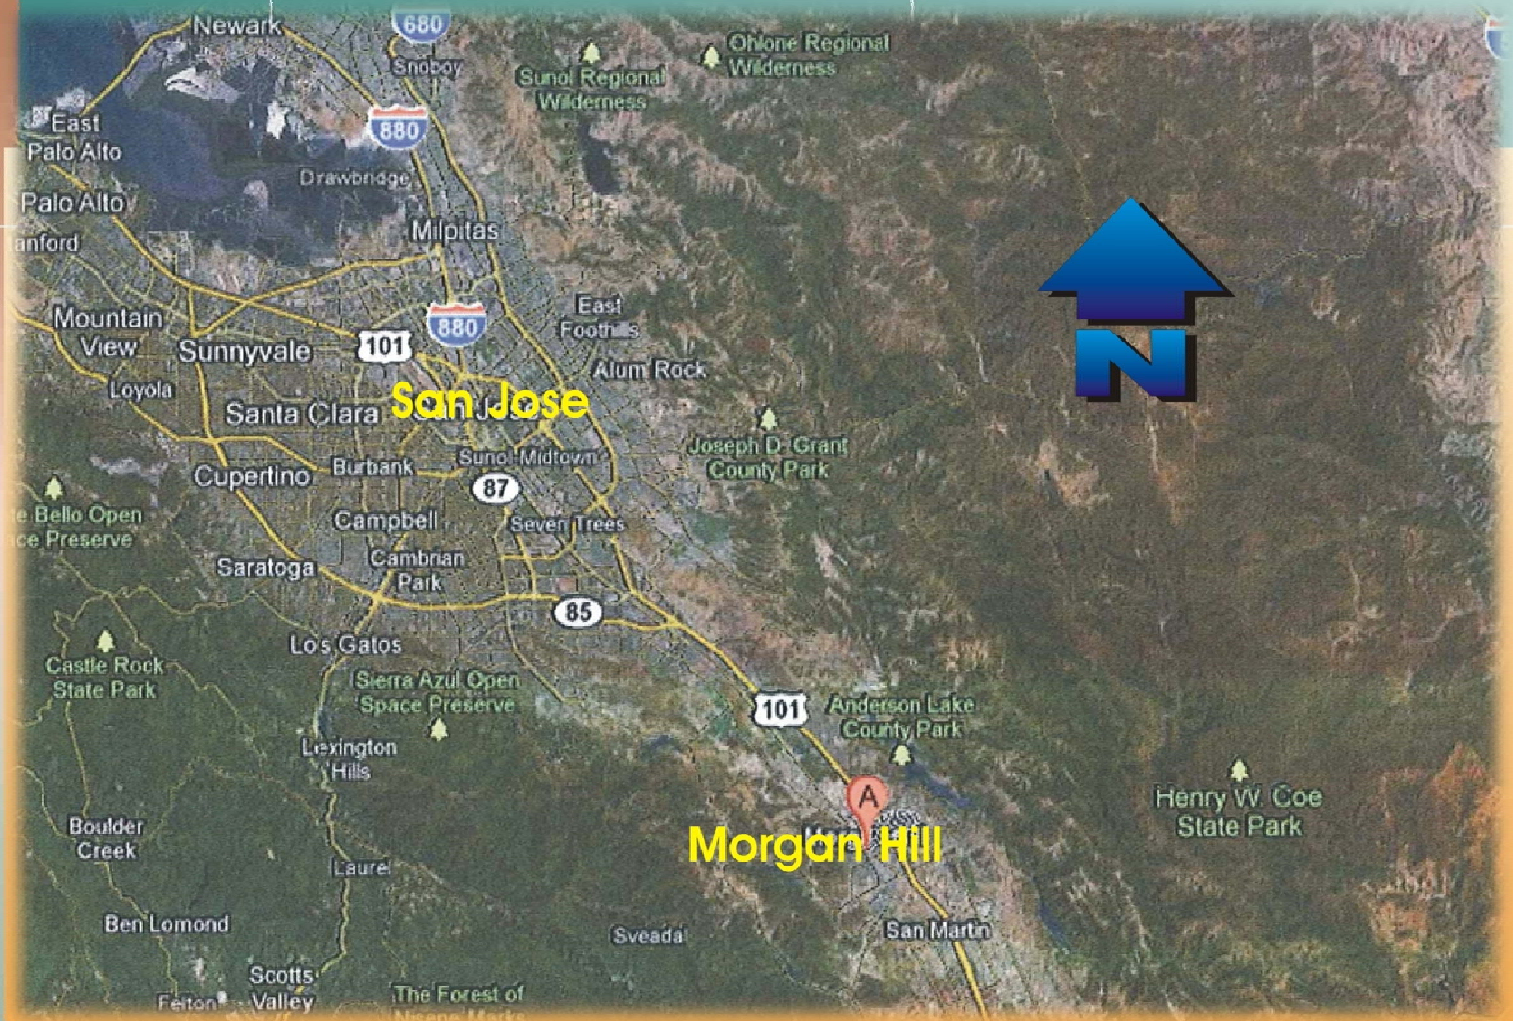 Newark
680
Snoboy
Sunol Regional
Wilderness
Ohlone Regional
Wilderness
East
Palo Alto
880
Drawbridge
Palo Alto
anford
Milpitas
Mountain
View
Sunnyvale
101
880
East
Foothills
Loyola
Alum Rock
Santa Clara
San Jose
Joseph D. Grant
County Park
Cupertino
Burbank
Sunol-Midtown
87
e Bello Open
ce Preserve
Campbell
Seven Trees
Saratoga
Cambrian
Park
85
Los Gatos
Castle Rock
State Park
Sierra Azul Open
Space Preserve
101
Anderson Lake
County Park
Lexington
Hills
A
Henry W. Coe
State Park
Boulder
Creek
Morgan Hill
Laurel
Ben Lomond
Sveadal
San Martin
Scotts
Valley
Felton
The Forest of
Nisene Marks
N